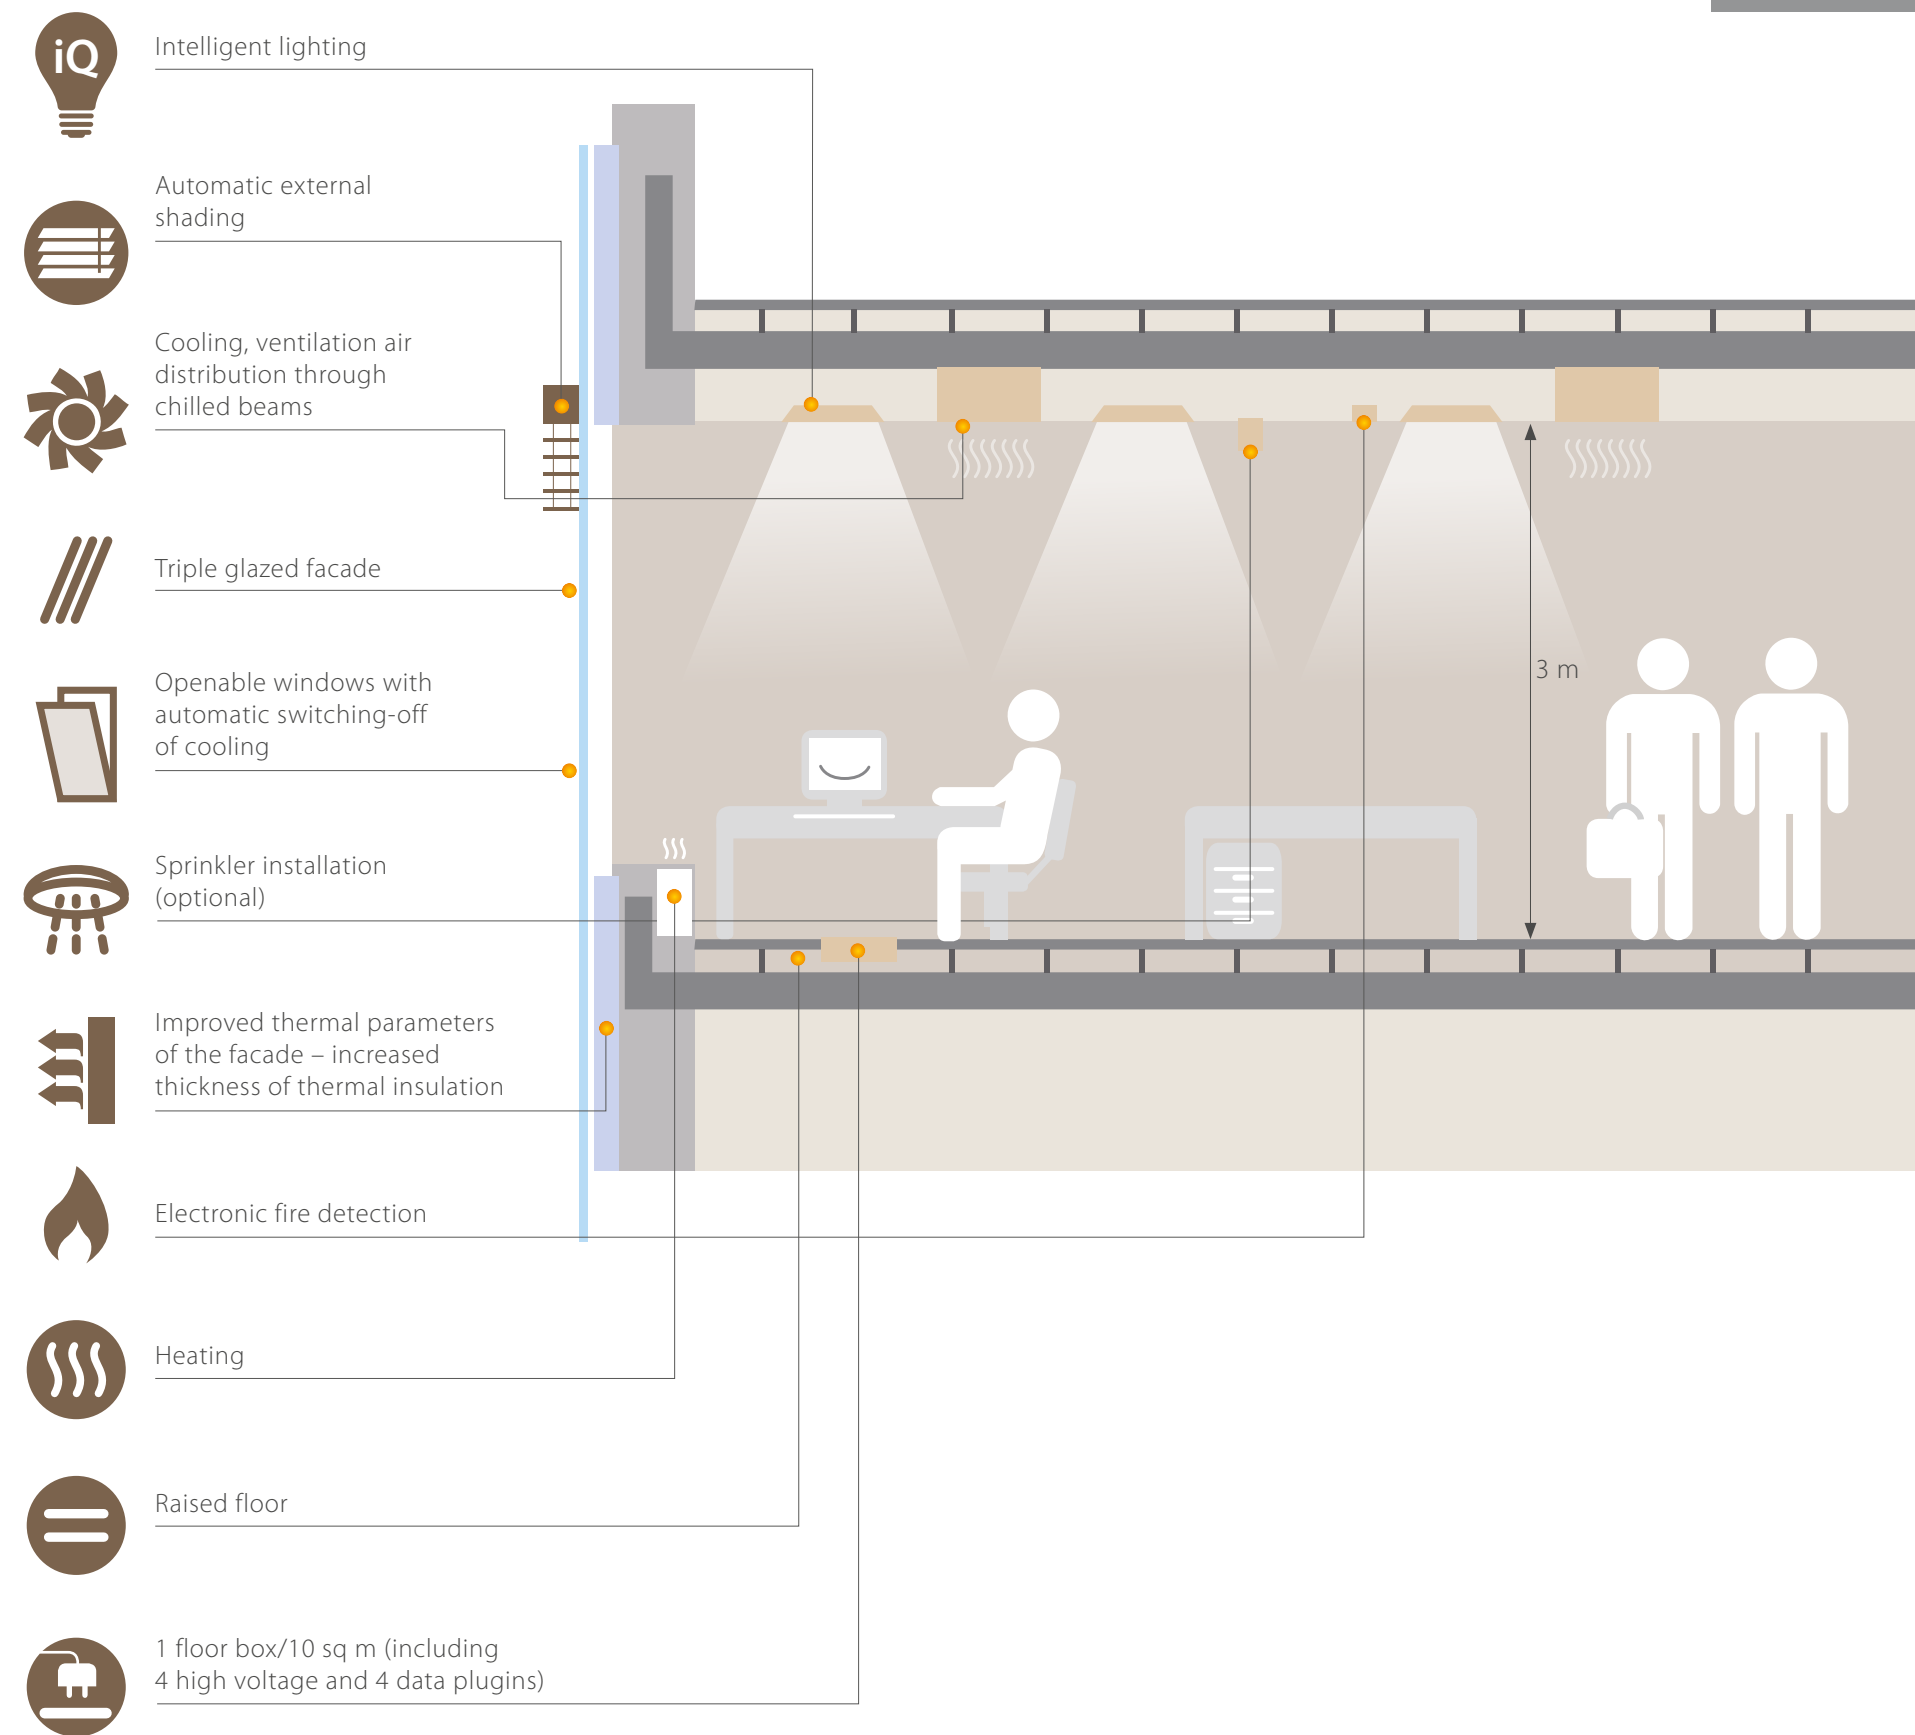 iQ
Intelligent lighting
Automatic external
shading
Cooling, ventilation air
distribution through
chilled beams
Triple glazed facade
Openable windows with
automatic switching-off
of cooling
3 m
Sprinkler installation
(optional)
Improved thermal parameters
of the facade – increased
thickness of thermal insulation
Electronic fire detection
Heating
Raised floor
1 floor box/10 sq m (including
4 high voltage and 4 data plugins)